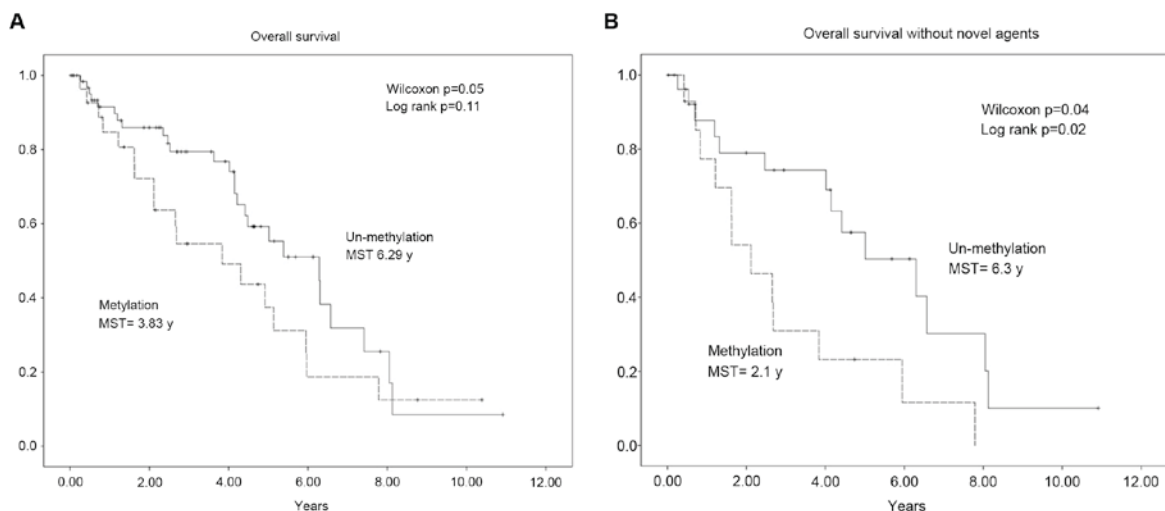 A
Overall survival
1.0
0.8
0.6
0.4
0.2
0.0
Wilcoxon p=0.05
Log rank p=0.11
Un-methylation
MST 6.29 y
Metylation
MST= 3.83 y
0.00 2.00 4.00 6.00 8.00 10.00 12.00
Years
B
Overall survival without novel agents
1.0
0.8
0.6
0.4
0.2
0.0
Wilcoxon p=0.04
Log rank p=0.02
Un-methylation
MST= 6.3 y
Methylation
MST= 2.1 y
0.00 2.00 4.00 6.00 8.00 10.00 12.00
Years